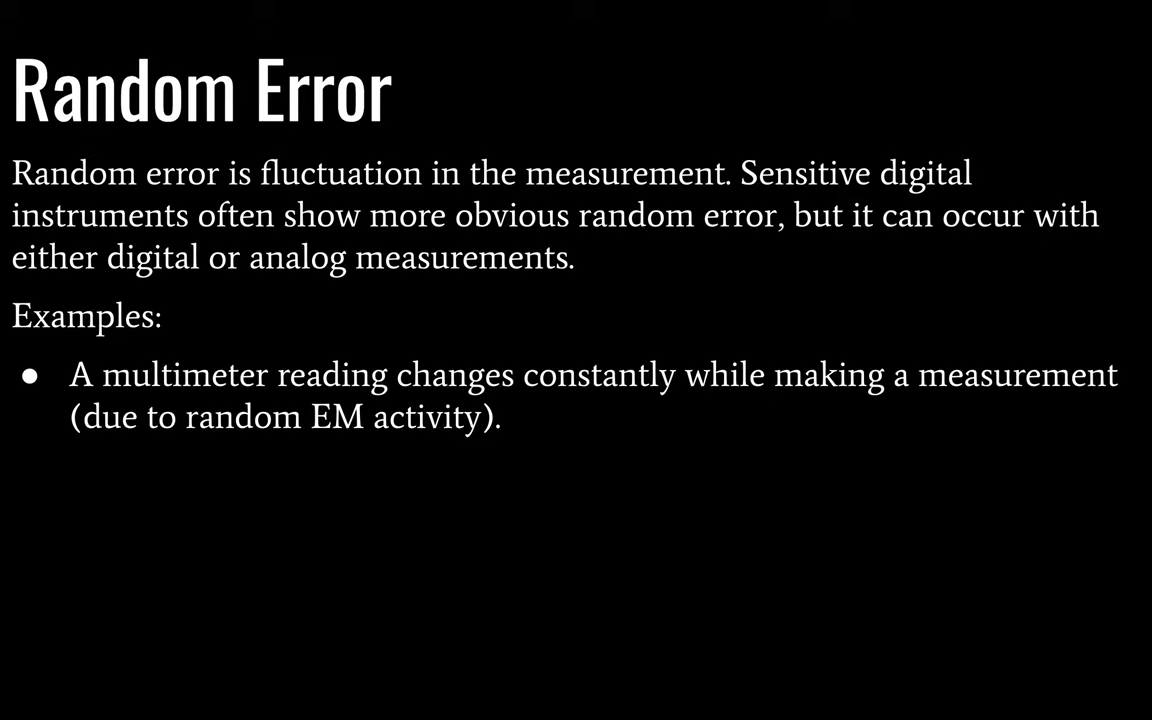 Random Error
Random error is fluctuation in the measurement. Sensitive digital
instruments often show more obvious random error, but it can occur with
either digital or analog measurements.
Examples:
● A multimeter reading changes constantly while making a measurement
(due to random EM activity).